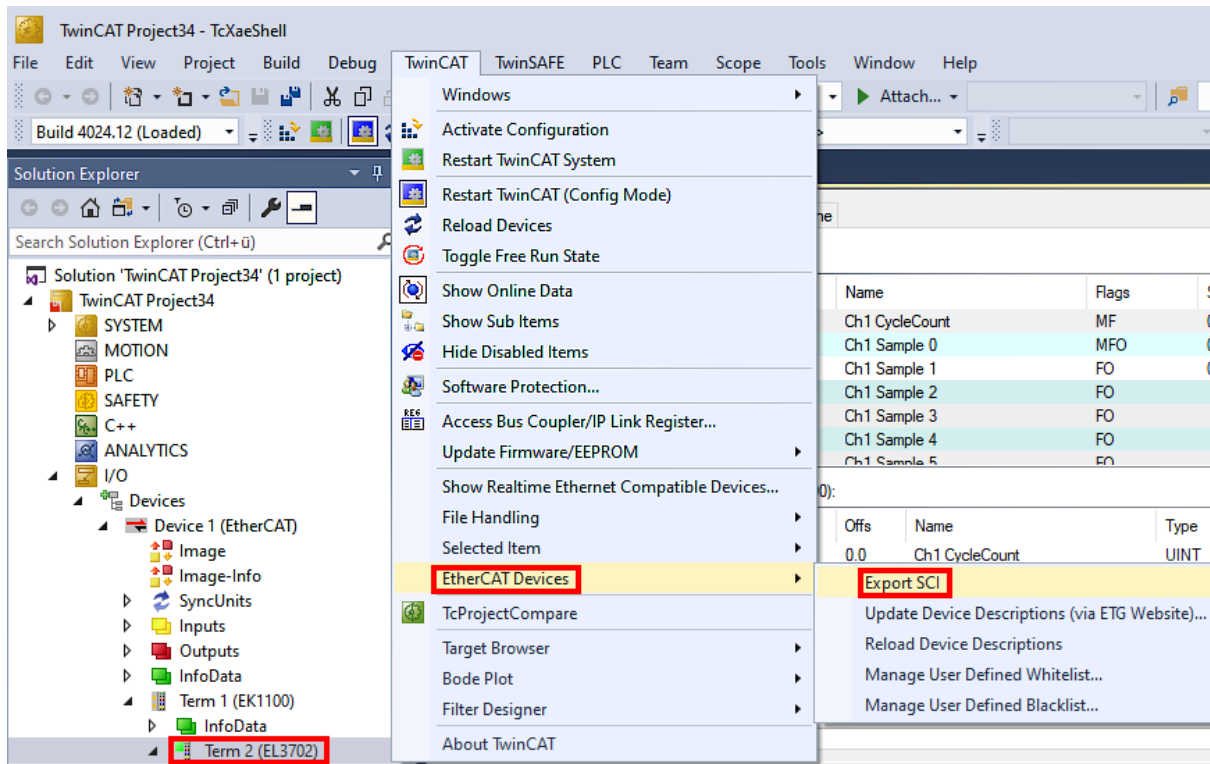 TwinCAT Project34 - TcXaeShell
File Edit View Project Build Debug TwinCAT TwinSAFE PLC Team Scope Tools Window Help
Attach...
Build 4024.12 (Loaded)
Solution Explorer
Search Solution Explorer (Ctrl+ü)
Solution 'TwinCAT Project34' (1 project)
TwinCAT Project34
SYSTEM
MOTION
PLC
SAFETY
C++
ANALYTICS
I/O
Devices
Device 1 (EtherCAT)
Image
Image-Info
SyncUnits
Inputs
Outputs
InfoData
Term 1 (EK1100)
InfoData
Term 2 (EL3702)
Windows
Activate Configuration
Restart TwinCAT System
Restart TwinCAT (Config Mode)
Reload Devices
Toggle Free Run State
Show Online Data
Show Sub Items
Hide Disabled Items
Software Protection...
REG
Access Bus Coupler/IP Link Register...
Update Firmware/EEPROM
Show Realtime Ethernet Compatible Devices...
File Handling
Selected Item
EtherCAT Devices
TcProjectCompare
Target Browser
Bode Plot
Filter Designer
About TwinCAT
Export SCI
Update Device Descriptions (via ETG Website)...
Reload Device Descriptions
Manage User Defined Whitelist...
Manage User Defined Blacklist...
Name Flags
Ch1 CycleCount MF
Ch1 Sample 0 MFO
Ch1 Sample 1 FO
Ch1 Sample 2 FO
Ch1 Sample 3 FO
Ch1 Sample 4 FO
Ch1 Sample 5 FO
Offs Name Type
0.0 Ch1 CycleCount UINT